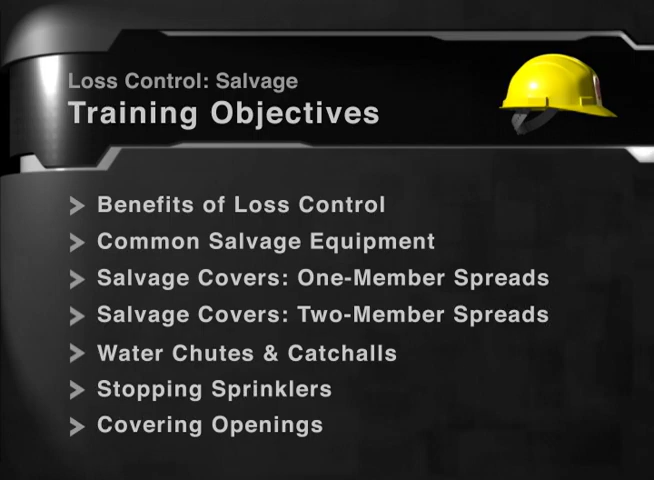 Loss Control: Salvage
Training Objectives
Benefits of Loss Control
Common Salvage Equipment
Salvage Covers: One-Member Spreads
Salvage Covers: Two-Member Spreads
Water Chutes & Catchalls
Stopping Sprinklers
Covering Openings